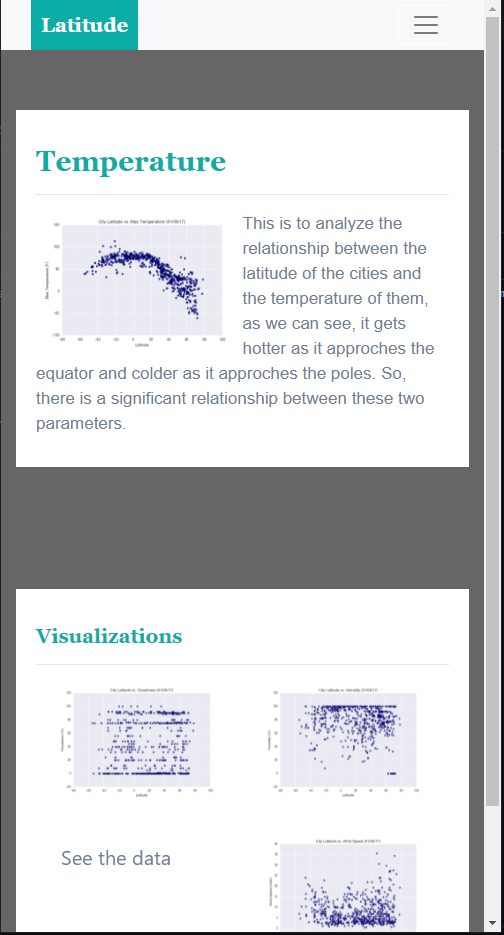 Latitude
Temperature
City Latitude vs. Max Temperature (01/05/17)
Latitude
This is to analyze the
relationship between the
latitude of the cities and
the temperature of them,
as we can see, it gets
hotter as it approches the
equator and colder as it approches the poles. So,
there is a significant relationship between these two
parameters.
Visualizations
City Latitude vs. Cloudiness (01/05/17)
Latitude
City Latitude vs. Humidity (01/05/17)
Latitude
See the data
City Latitude vs. Wind Speed (01/05/17)